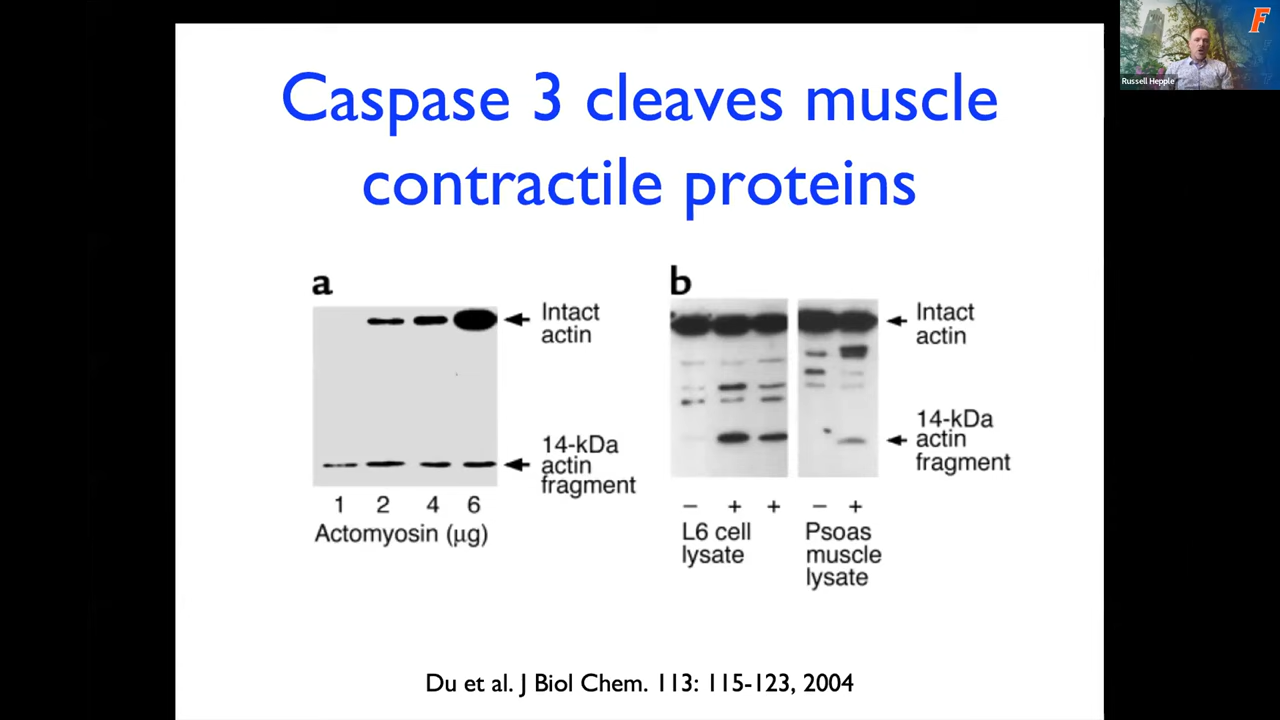 Caspase 3 cleaves muscle
contractile proteins
a
Intact
actin
14-kDa
actin
fragment
1 2 4 6
Actomyosin (µg)
b
Intact
actin
14-kDa
actin
fragment
– + + – +
L6 cell
lysate
Psoas
muscle
lysate
Du et al. J Biol Chem. 113: 115-123, 2004
F
Russell Hepple